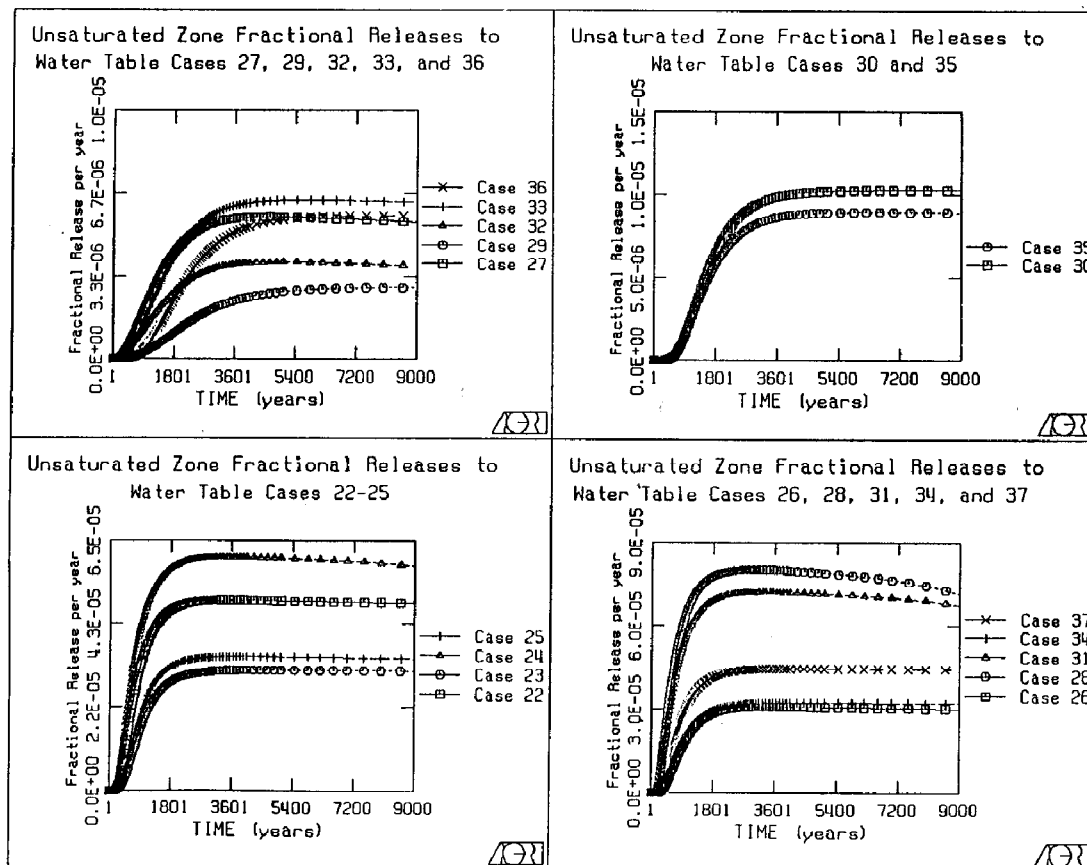 Unsaturated Zone Fractional Releases to
Water Table Cases 27, 29, 32, 33, and 36
Fractional Release per year
0.0E+00 3.3E-06 6.7E-06 1.0E-05
1 1801 3601 5400 7200 9000
TIME (years)
Case 36
Case 33
Case 32
Case 29
Case 27
Unsaturated Zone Fractional Releases to
Water Table Cases 30 and 35
Fractional Release per year
0.0E+00 5.0E-06 1.0E-05 1.5E-05
1 1801 3601 5400 7200 9000
TIME (years)
Case 35
Case 30
Unsaturated Zone Fractional Releases to
Water Table Cases 22-25
Fractional Release per year
0.0E+00 2.2E-05 4.3E-05 6.5E-05
1 1801 3601 5400 7200 9000
TIME (years)
Case 25
Case 24
Case 23
Case 22
Unsaturated Zone Fractional Releases to
Water Table Cases 26, 28, 31, 34, and 37
Fractional Release per year
0.0E+00 3.0E-05 6.0E-05 9.0E-05
1 1801 3601 5400 7200 9000
TIME (years)
Case 37
Case 34
Case 31
Case 28
Case 26